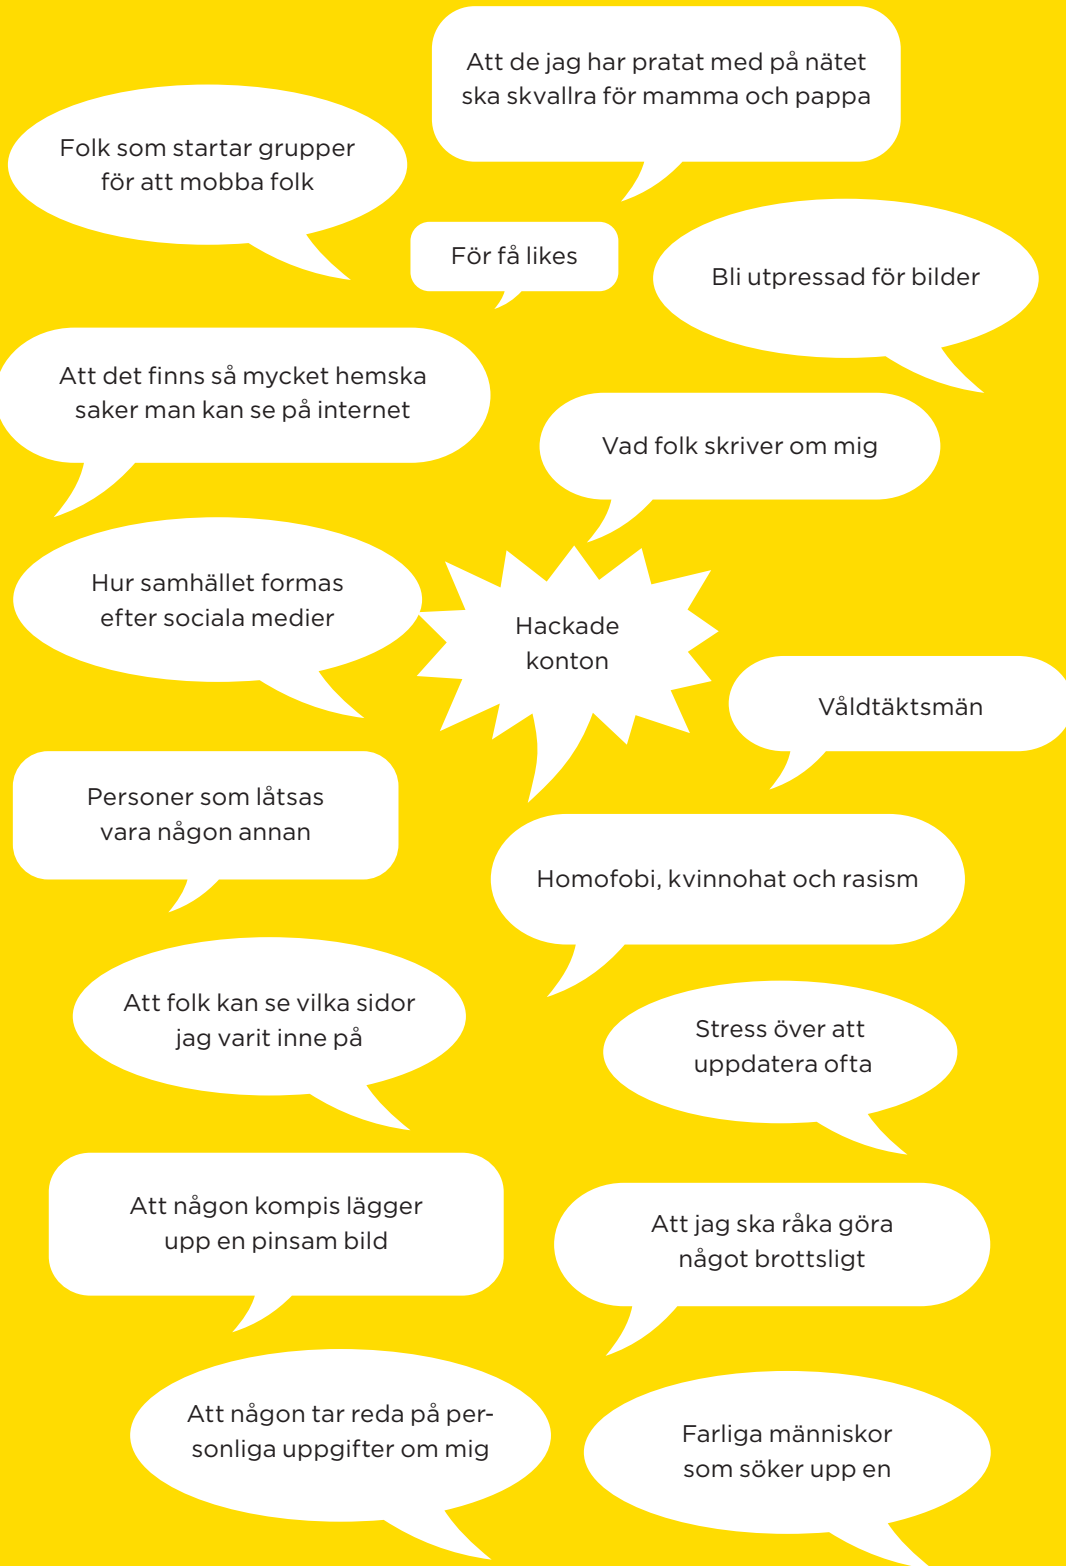 Att de jag har pratat med på nätet
ska skvallra för mamma och pappa
Folk som startar grupper
för att mobba folk
För få likes
Bli utpressad för bilder
Att det finns så mycket hemska
saker man kan se på internet
Vad folk skriver om mig
Hur samhället formas
efter sociala medier
Hackade
konton
Våldtäktsmän
Personer som låtsas
vara någon annan
Homofobi, kvinnohat och rasism
Att folk kan se vilka sidor
jag varit inne på
Stress över att
uppdatera ofta
Att någon kompis lägger
upp en pinsam bild
Att jag ska råka göra
något brottsligt
Att någon tar reda på per-
sonliga uppgifter om mig
Farliga människor
som söker upp en